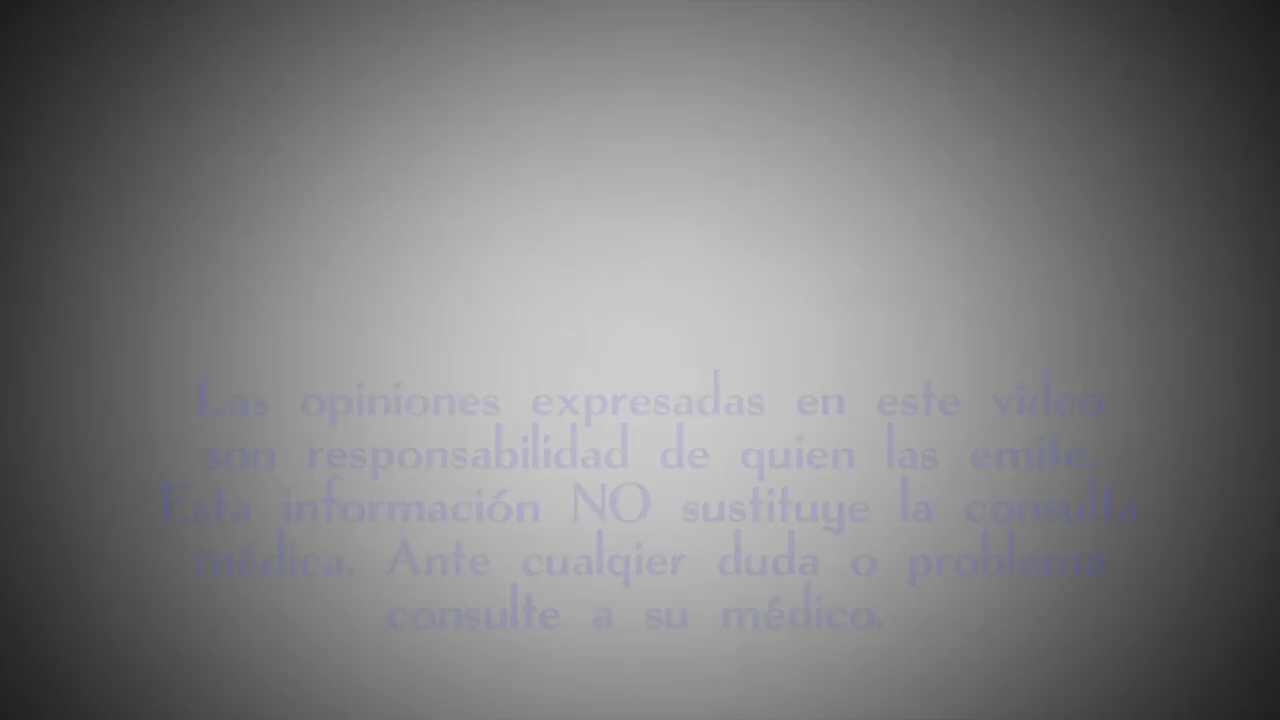 Las opiniones expresadas en este video
son responsabilidad de quien las emite.
Esta información NO sustituye la consulta
médica. Ante cualqier duda o problema
consulte a su médico.